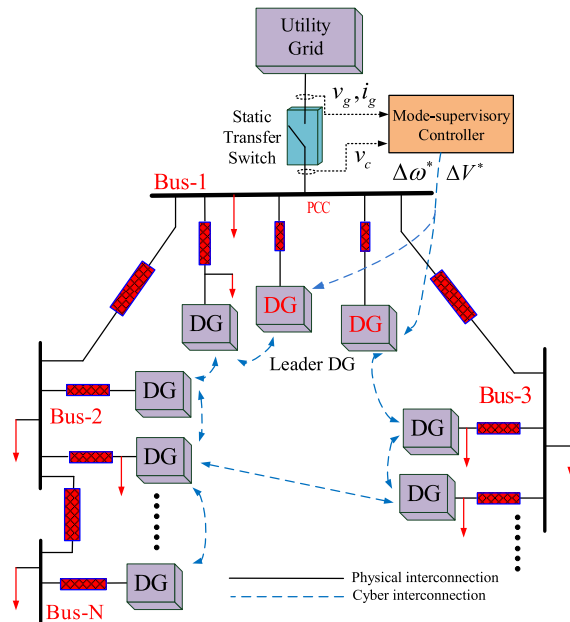 Utility
Grid
v_g, i_g
Static
Transfer
Switch
Mode-supervisory
Controller
v_c
Δω* ΔV*
Bus-1
PCC
DG
DG
DG
Leader DG
DG
Bus-2
Bus-3
DG
DG
DG
DG
Bus-N
Physical interconnection
Cyber interconnection